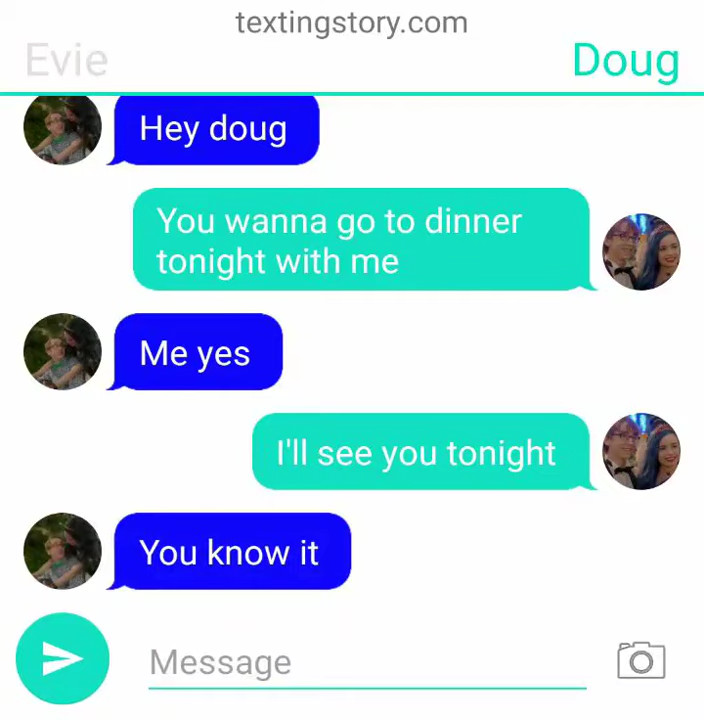 textingstory.com
Evie
Doug
Hey doug
You wanna go to dinner
tonight with me
Me yes
I'll see you tonight
You know it
Message